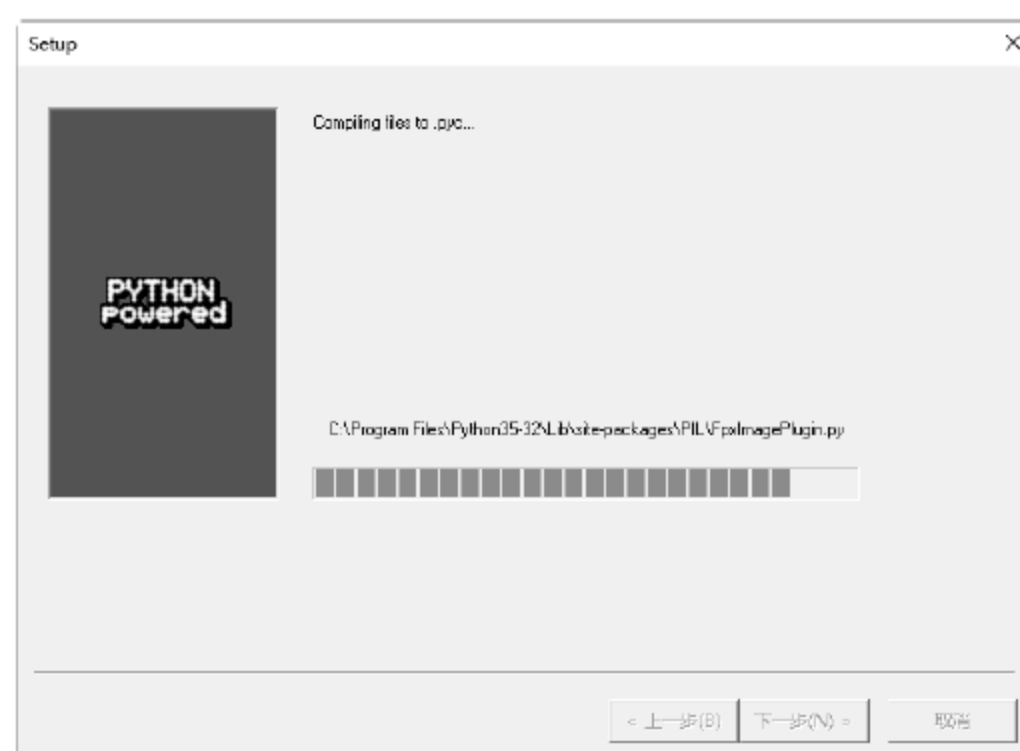 Setup
Compiling files to .pyc...
PYTHON
powered
C:\Program Files\Python35-32\Lib\site-packages\PIL\FpxImagePlugin.py
< 上一步(B)
下一步(N) >
取消